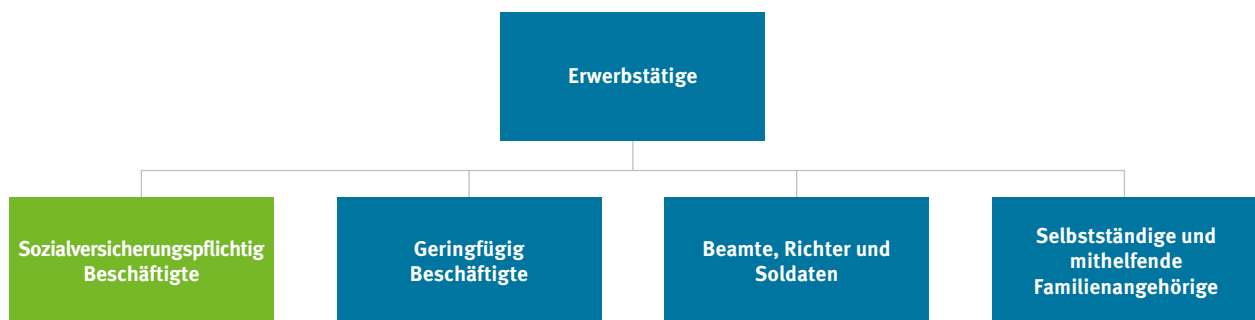 Erwerbstätige
Sozialversicherungspflichtig
Beschäftigte
Geringfügig
Beschäftigte
Beamte, Richter und
Soldaten
Selbstständige und
mithelfende
Familienangehörige